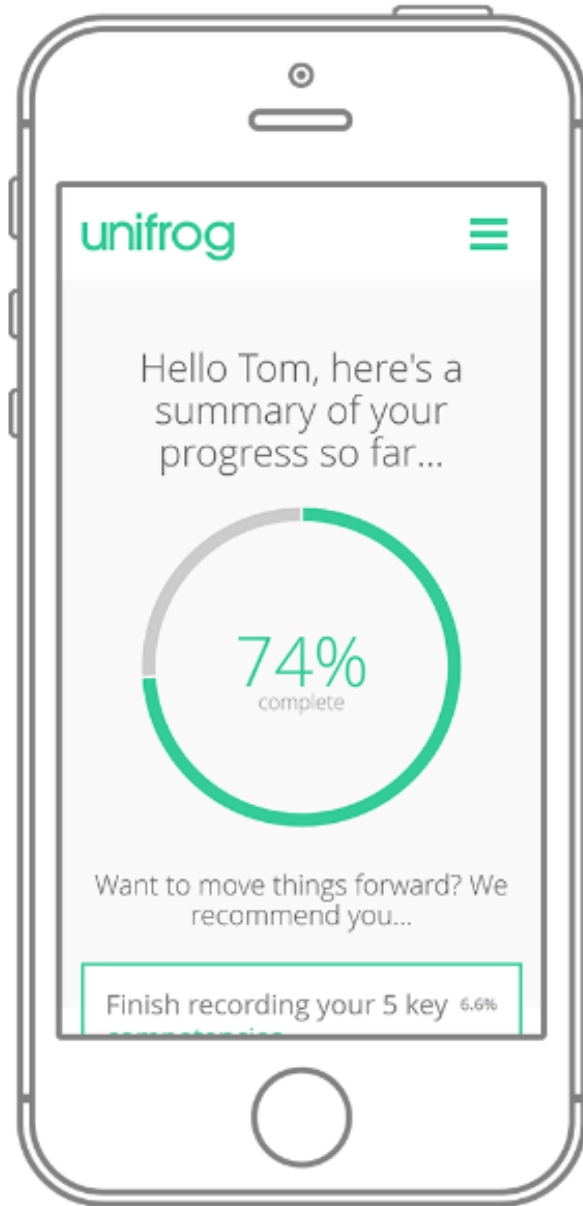 unifrog
Hello Tom, here's a
summary of your
progress so far...
74%
complete
Want to move things forward? We
recommend you...
Finish recording your 5 key 6.6%
competencies